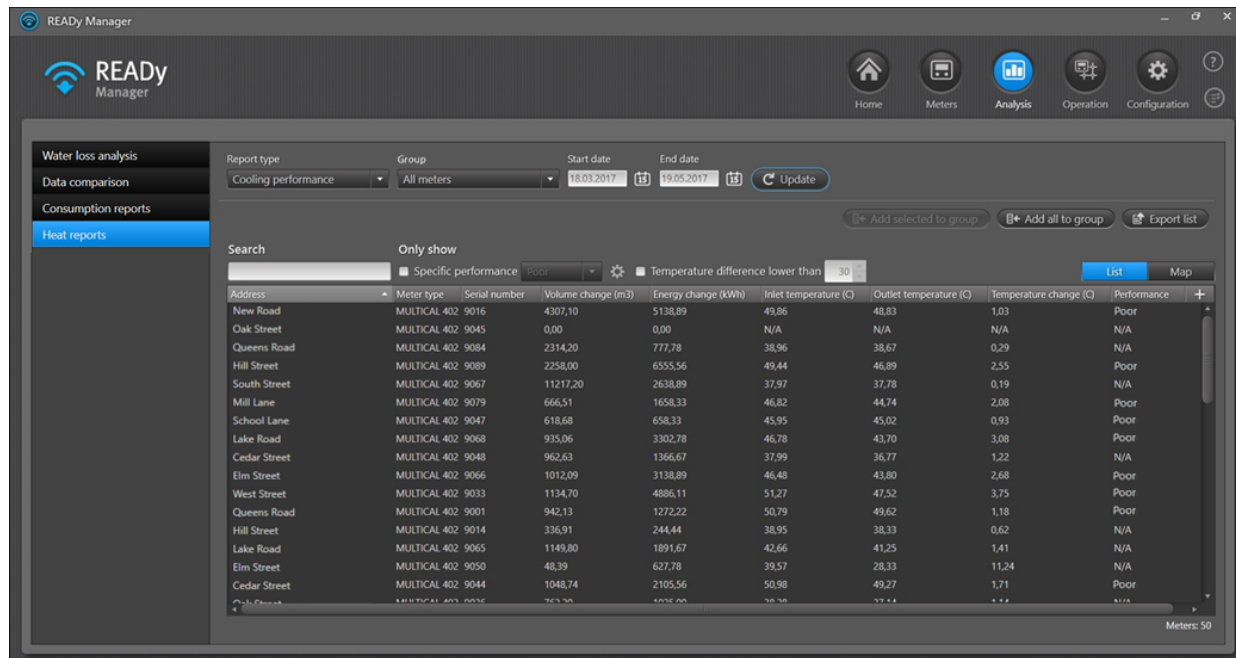 READy Manager
READy
Manager
Home Meters Analysis Operation Configuration
Water loss analysis
Data comparison
Consumption reports
Heat reports
Report type Group Start date End date
Cooling performance All meters 18.03.2017 15 19.05.2017 15 Update
Add selected to group Add all to group Export list
Search Only show
Specific performance Poor Temperature difference lower than 30 List Map
Address Meter type Serial number Volume change (m3) Energy change (kWh) Inlet temperature (C) Outlet temperature (C) Temperature change (C) Performance +
New Road MULTICAL 402 9016 4307,10 5138,89 49,86 48,83 1,03 Poor
Oak Street MULTICAL 402 9045 0,00 0,00 N/A N/A N/A N/A
Queens Road MULTICAL 402 9084 2314,20 777,78 38,96 38,67 0,29 N/A
Hill Street MULTICAL 402 9089 2258,00 6555,56 49,44 46,89 2,55 Poor
South Street MULTICAL 402 9067 11217,20 2638,89 37,97 37,78 0,19 N/A
Mill Lane MULTICAL 402 9079 666,51 1658,33 46,82 44,74 2,08 Poor
School Lane MULTICAL 402 9047 618,68 658,33 45,95 45,02 0,93 Poor
Lake Road MULTICAL 402 9068 935,06 3302,78 46,78 43,70 3,08 Poor
Cedar Street MULTICAL 402 9048 962,63 1366,67 37,99 36,77 1,22 N/A
Elm Street MULTICAL 402 9066 1012,09 3138,89 46,48 43,80 2,68 Poor
West Street MULTICAL 402 9033 1134,70 4886,11 51,27 47,52 3,75 Poor
Queens Road MULTICAL 402 9001 942,13 1272,22 50,79 49,62 1,18 Poor
Hill Street MULTICAL 402 9014 336,91 244,44 38,95 38,33 0,62 N/A
Lake Road MULTICAL 402 9065 1149,80 1891,67 42,66 41,25 1,41 N/A
Elm Street MULTICAL 402 9050 48,39 627,78 39,57 28,33 11,24 N/A
Cedar Street MULTICAL 402 9044 1048,74 2105,56 50,98 49,27 1,71 Poor
Meters: 50